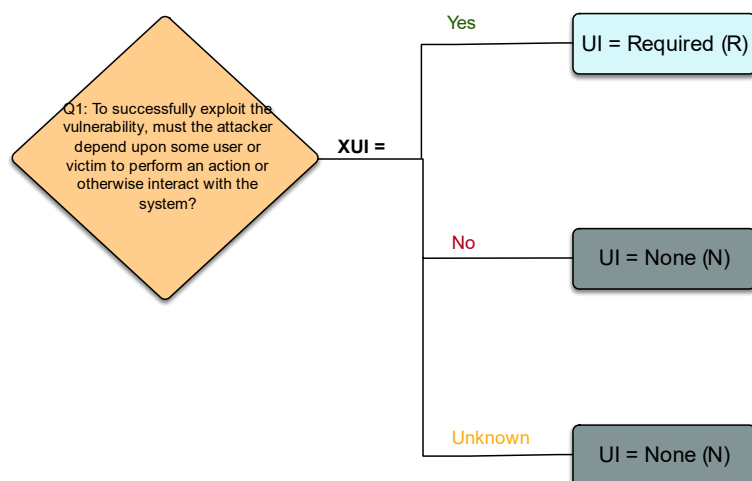 Yes
UI = Required (R)
Q1: To successfully exploit the
vulnerability, must the attacker
depend upon some user or
victim to perform an action or
otherwise interact with the
system?
XUI =
No
UI = None (N)
Unknown
UI = None (N)